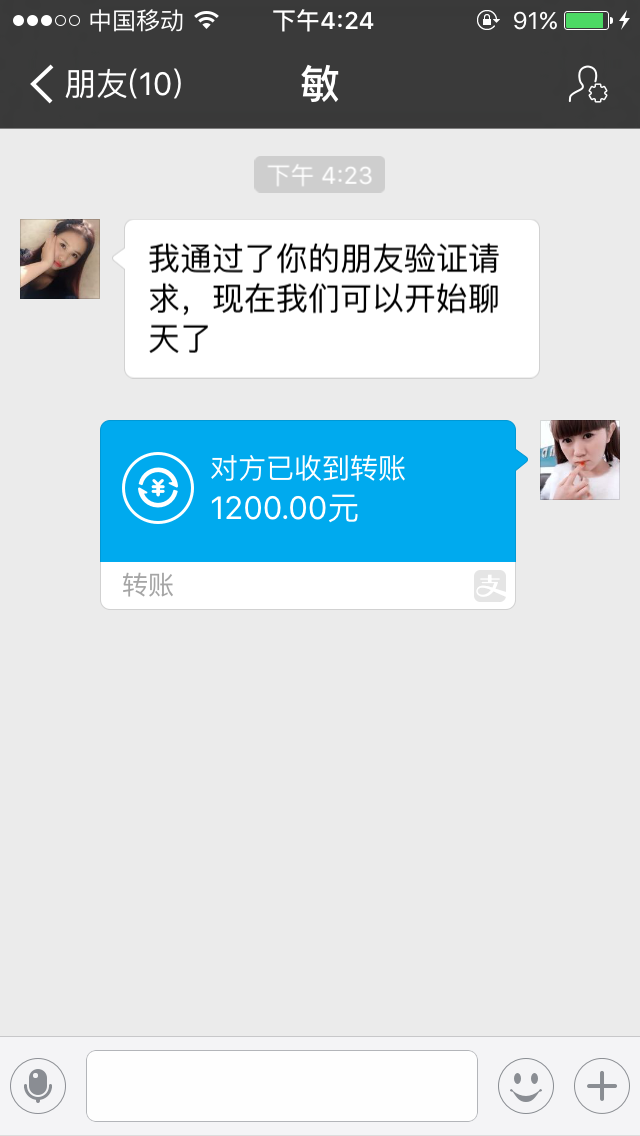 中国移动 下午4:24 91%
朋友(10) 敏
下午 4:23
我通过了你的朋友验证请
求，现在我们可以开始聊
天了
对方已收到转账
1200.00元
转账 支